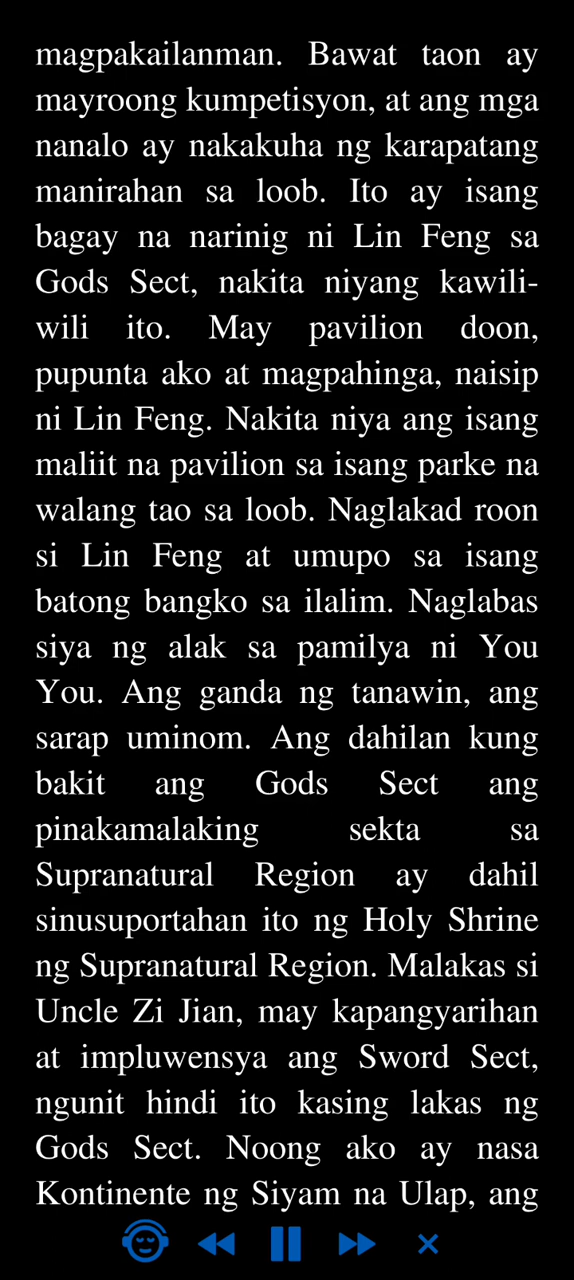 magpakailanman. Bawat taon ay
mayroong kumpetisyon, at ang mga
nanalo ay nakakuha ng karapatang
manirahan sa loob. Ito ay isang
bagay na narinig ni Lin Feng sa
Gods Sect, nakita niyang kawili-
wili ito. May pavilion doon,
pupunta ako at magpahinga, naisip
ni Lin Feng. Nakita niya ang isang
maliit na pavilion sa isang parke na
walang tao sa loob. Naglakad roon
si Lin Feng at umupo sa isang
batong bangko sa ilalim. Naglabas
siya ng alak sa pamilya ni You
You. Ang ganda ng tanawin, ang
sarap uminom. Ang dahilan kung
bakit ang Gods Sect ang
pinakamalaking sekta sa
Supranatural Region ay dahil
sinusuportahan ito ng Holy Shrine
ng Supranatural Region. Malakas si
Uncle Zi Jian, may kapangyarihan
at impluwensya ang Sword Sect,
ngunit hindi ito kasing lakas ng
Gods Sect. Noong ako ay nasa
Kontinente ng Siyam na Ulap, ang